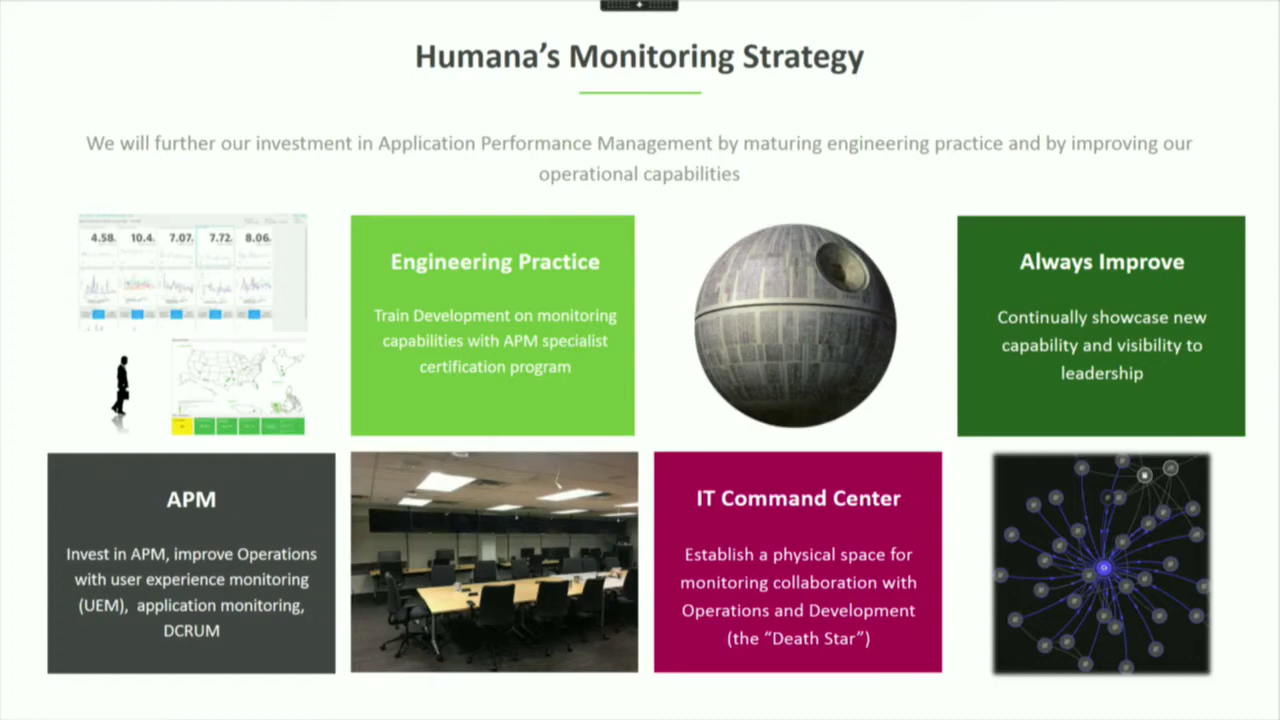 Humana’s Monitoring Strategy
We will further our investment in Application Performance Management by maturing engineering practice and by improving our
operational capabilities
4.58. 10.4. 7.07. 7.72. 8.06.
Engineering Practice
Train Development on monitoring
capabilities with APM specialist
certification program
Always Improve
Continually showcase new
capability and visibility to
leadership
APM
Invest in APM, improve Operations
with user experience monitoring
(UEM), application monitoring,
DCRUM
IT Command Center
Establish a physical space for
monitoring collaboration with
Operations and Development
(the “Death Star”)